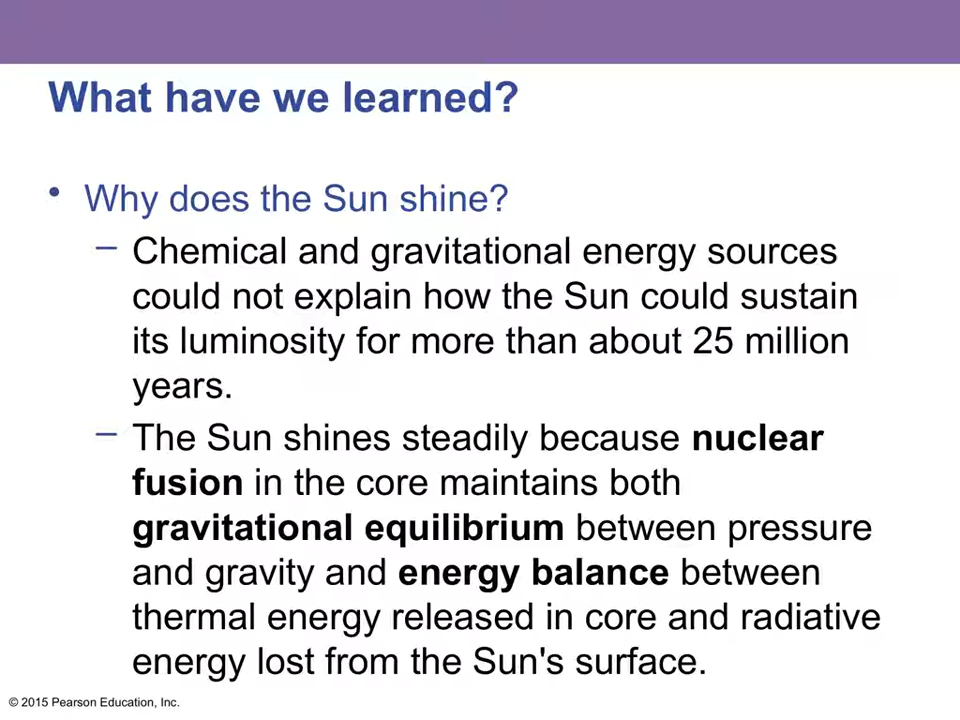 What have we learned?
• Why does the Sun shine?
– Chemical and gravitational energy sources
could not explain how the Sun could sustain
its luminosity for more than about 25 million
years.
– The Sun shines steadily because nuclear
fusion in the core maintains both
gravitational equilibrium between pressure
and gravity and energy balance between
thermal energy released in core and radiative
energy lost from the Sun's surface.
© 2015 Pearson Education, Inc.